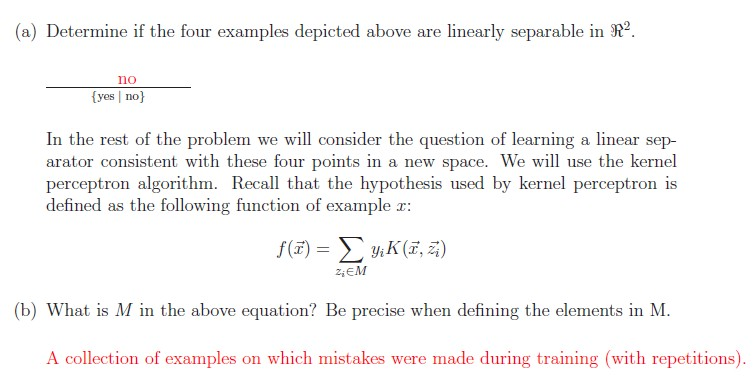 (a) Determine if the four examples depicted above are linearly separable in ℜ².
no
{yes | no}
In the rest of the problem we will consider the question of learning a linear sep-
arator consistent with these four points in a new space. We will use the kernel
perceptron algorithm. Recall that the hypothesis used by kernel perceptron is
defined as the following function of example x:
f(x⃗) = ∑ yᵢK(x⃗, z⃗ᵢ)
zᵢ∈M
(b) What is M in the above equation? Be precise when defining the elements in M.
A collection of examples on which mistakes were made during training (with repetitions).